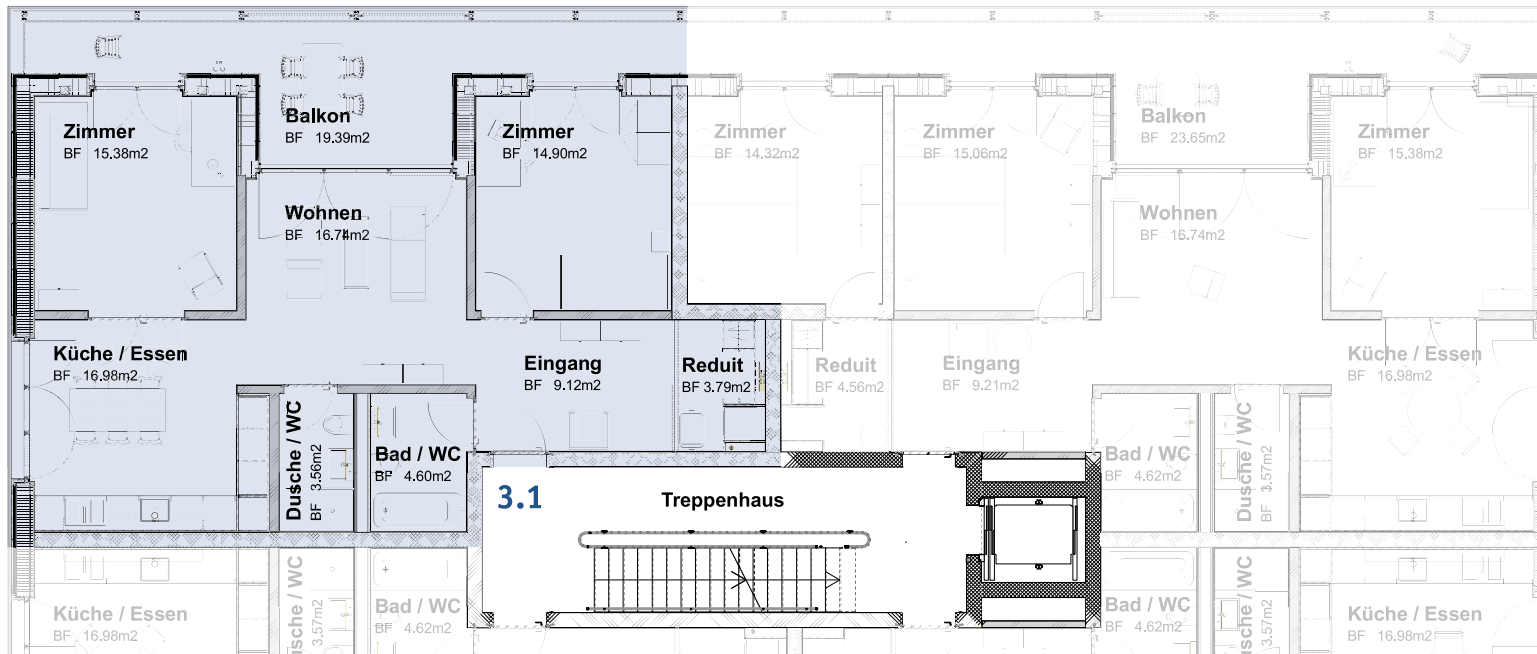 Balkon
BF 19.39m2
Zimmer
BF 15.38m2
Zimmer
BF 14.90m2
Wohnen
BF 16.74m2
Küche / Essen
BF 16.98m2
Eingang
BF 9.12m2
Reduit
BF 3.79m2
Dusche / WC
BF 3.56m2
Bad / WC
BF 4.60m2
3.1
Treppenhaus
Zimmer
BF 14.32m2
Zimmer
BF 15.06m2
Balkon
BF 23.65m2
Zimmer
BF 15.38m2
Wohnen
BF 16.74m2
Reduit
BF 4.56m2
Eingang
BF 9.21m2
Küche / Essen
BF 16.98m2
Bad / WC
BF 4.62m2
Dusche / WC
BF 3.57m2
Küche / Essen
BF 16.98m2
usche / WC
3.57m2
Bad / WC
BF 4.62m2
Bad / WC
BF 4.62m2
usche / WC
3.57m2
Küche / Essen
BF 16.98m2